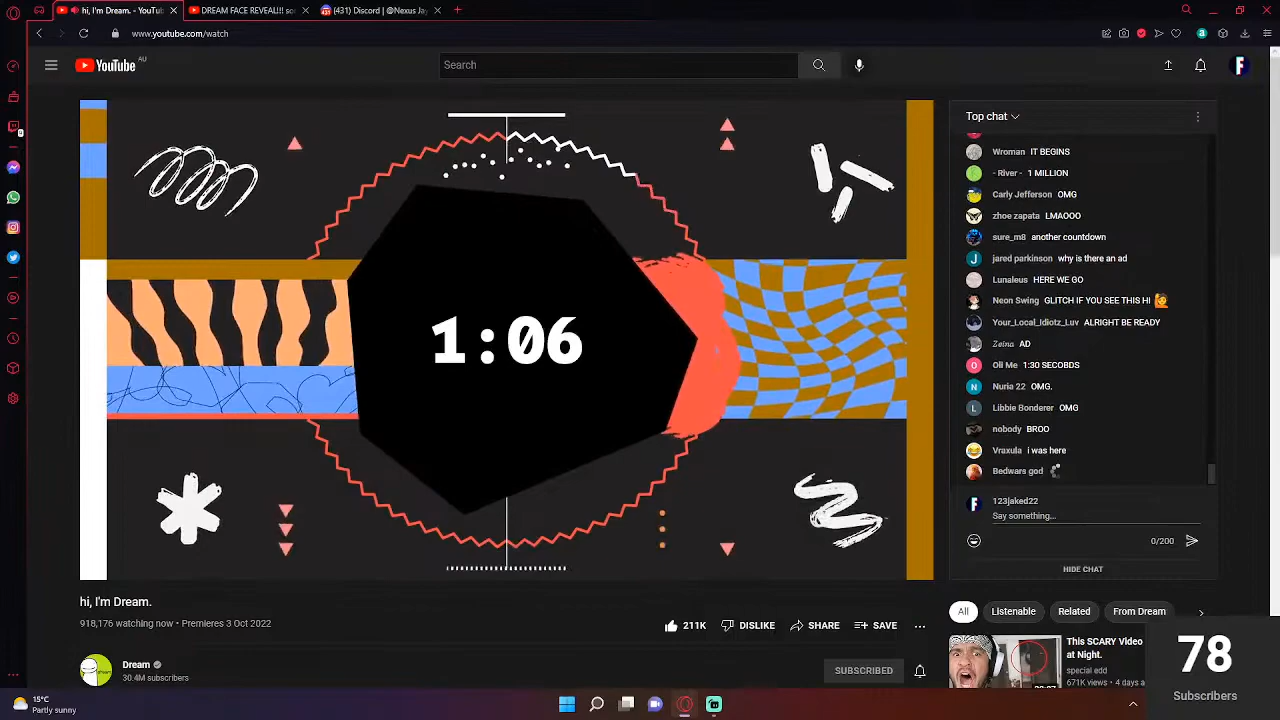 hi, I'm Dream. - YouTub
DREAM FACE REVEAL!!! so
(431) Discord | @Nexus Jay
www.youtube.com/watch
YouTube AU
Search
1:06
Top chat
Wroman IT BEGINS
- River - 1 MILLION
Carly Jefferson OMG
zhoe zapata LMAOOO
sure_m8 another countdown
jared parkinson why is there an ad
Lunaleus HERE WE GO
Neon Swing GLITCH IF YOU SEE THIS HI 🙋
Your_Local_Idiotz_Luv ALRIGHT BE READY
Zeina AD
Oli Me 1:30 SECOBDS
Nuria 22 OMG.
Libbie Bonderer OMG
nobody BROO
Vraxula i was here
Bedwars god
123jaked22
Say something...
0/200
HIDE CHAT
hi, I'm Dream.
918,176 watching now • Premieres 3 Oct 2022
211K DISLIKE SHARE SAVE
Dream
30.4M subscribers
SUBSCRIBED
All Listenable Related From Dream
This SCARY Video
at Night.
special edd
671K views • 4 days a
78
Subscribers
15°C
Partly sunny